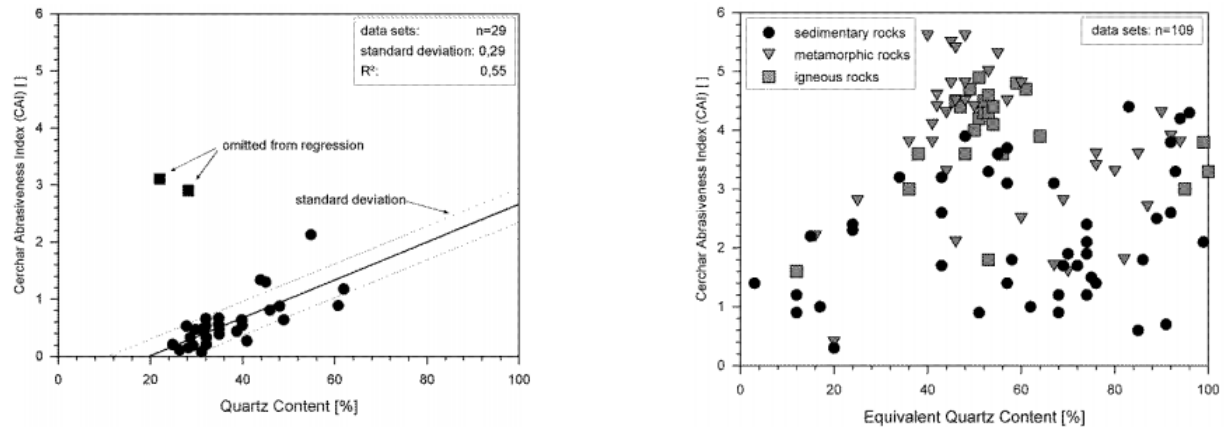 data sets: n=29
standard deviation: 0,29
R²: 0,55
omitted from regression
standard deviation
Cerchar Abrasiveness Index (CAI) [ ]
6
5
4
3
2
1
0
0 20 40 60 80 100
Quartz Content [%]
sedimentary rocks
metamorphic rocks
igneous rocks
data sets: n=109
Cerchar Abrasiveness Index (CAI) [ ]
6
5
4
3
2
1
0
0 20 40 60 80 100
Equivalent Quartz Content [%]